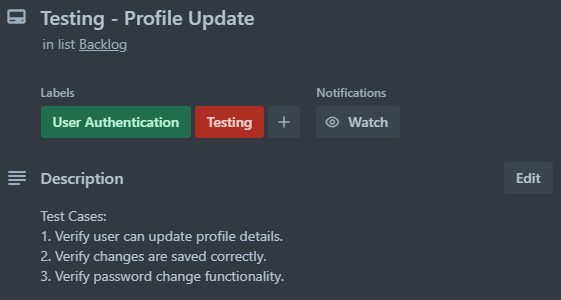 Testing - Profile Update
in list Backlog
Labels
Notifications
User Authentication
Testing
+
Watch
Description
Edit
Test Cases:
1. Verify user can update profile details.
2. Verify changes are saved correctly.
3. Verify password change functionality.